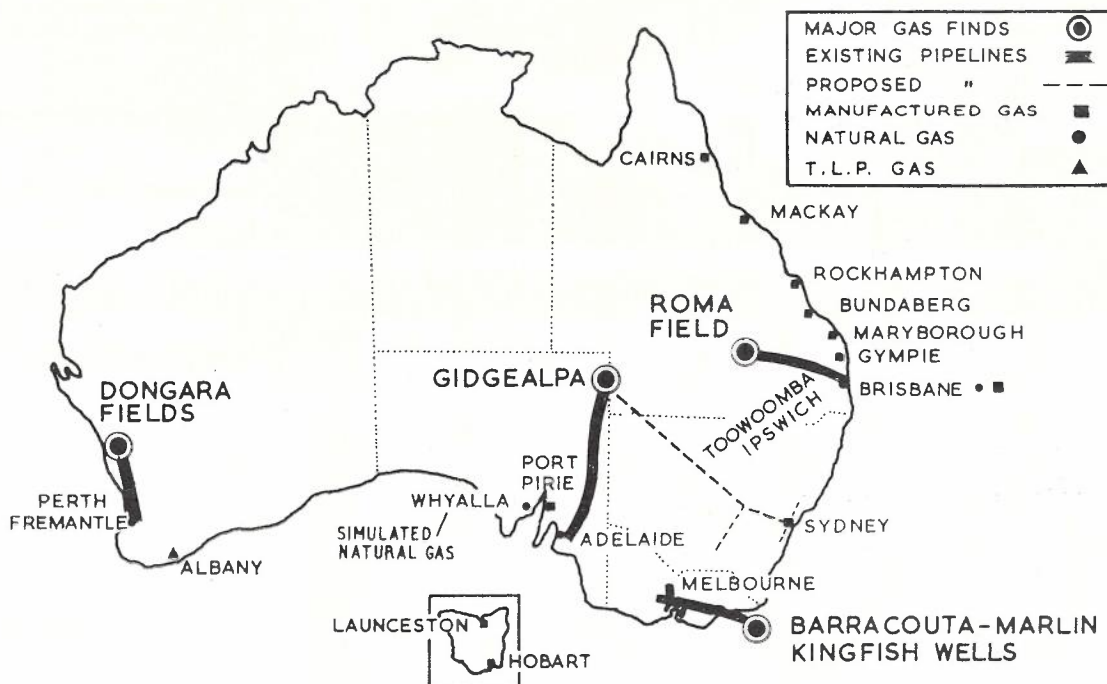 MAJOR GAS FINDS
EXISTING PIPELINES
PROPOSED "
MANUFACTURED GAS
NATURAL GAS
T.L.P. GAS
CAIRNS
MACKAY
ROCKHAMPTON
BUNDABERG
MARYBOROUGH
GYMPIE
BRISBANE
ROMA
FIELD
TOOWOOMBA
IPSWICH
GIDGEALPA
DONGARA
FIELDS
PERTH
FREMANTLE
ALBANY
PORT
PIRIE
WHYALLA
SIMULATED
NATURAL GAS
ADELAIDE
SYDNEY
MELBOURNE
BARRACOUTA-MARLIN
KINGFISH WELLS
LAUNCESTON
HOBART